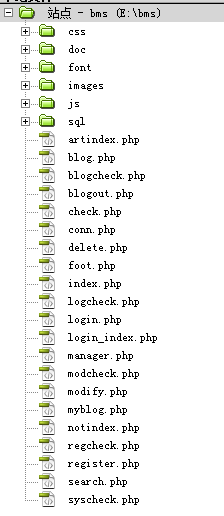 站点 - bms (E:\bms)
css
doc
font
images
js
sql
artindex.php
blog.php
blogcheck.php
blogout.php
check.php
conn.php
delete.php
foot.php
index.php
logcheck.php
login.php
login_index.php
manager.php
modcheck.php
modify.php
myblog.php
notindex.php
regcheck.php
register.php
search.php
syscheck.php